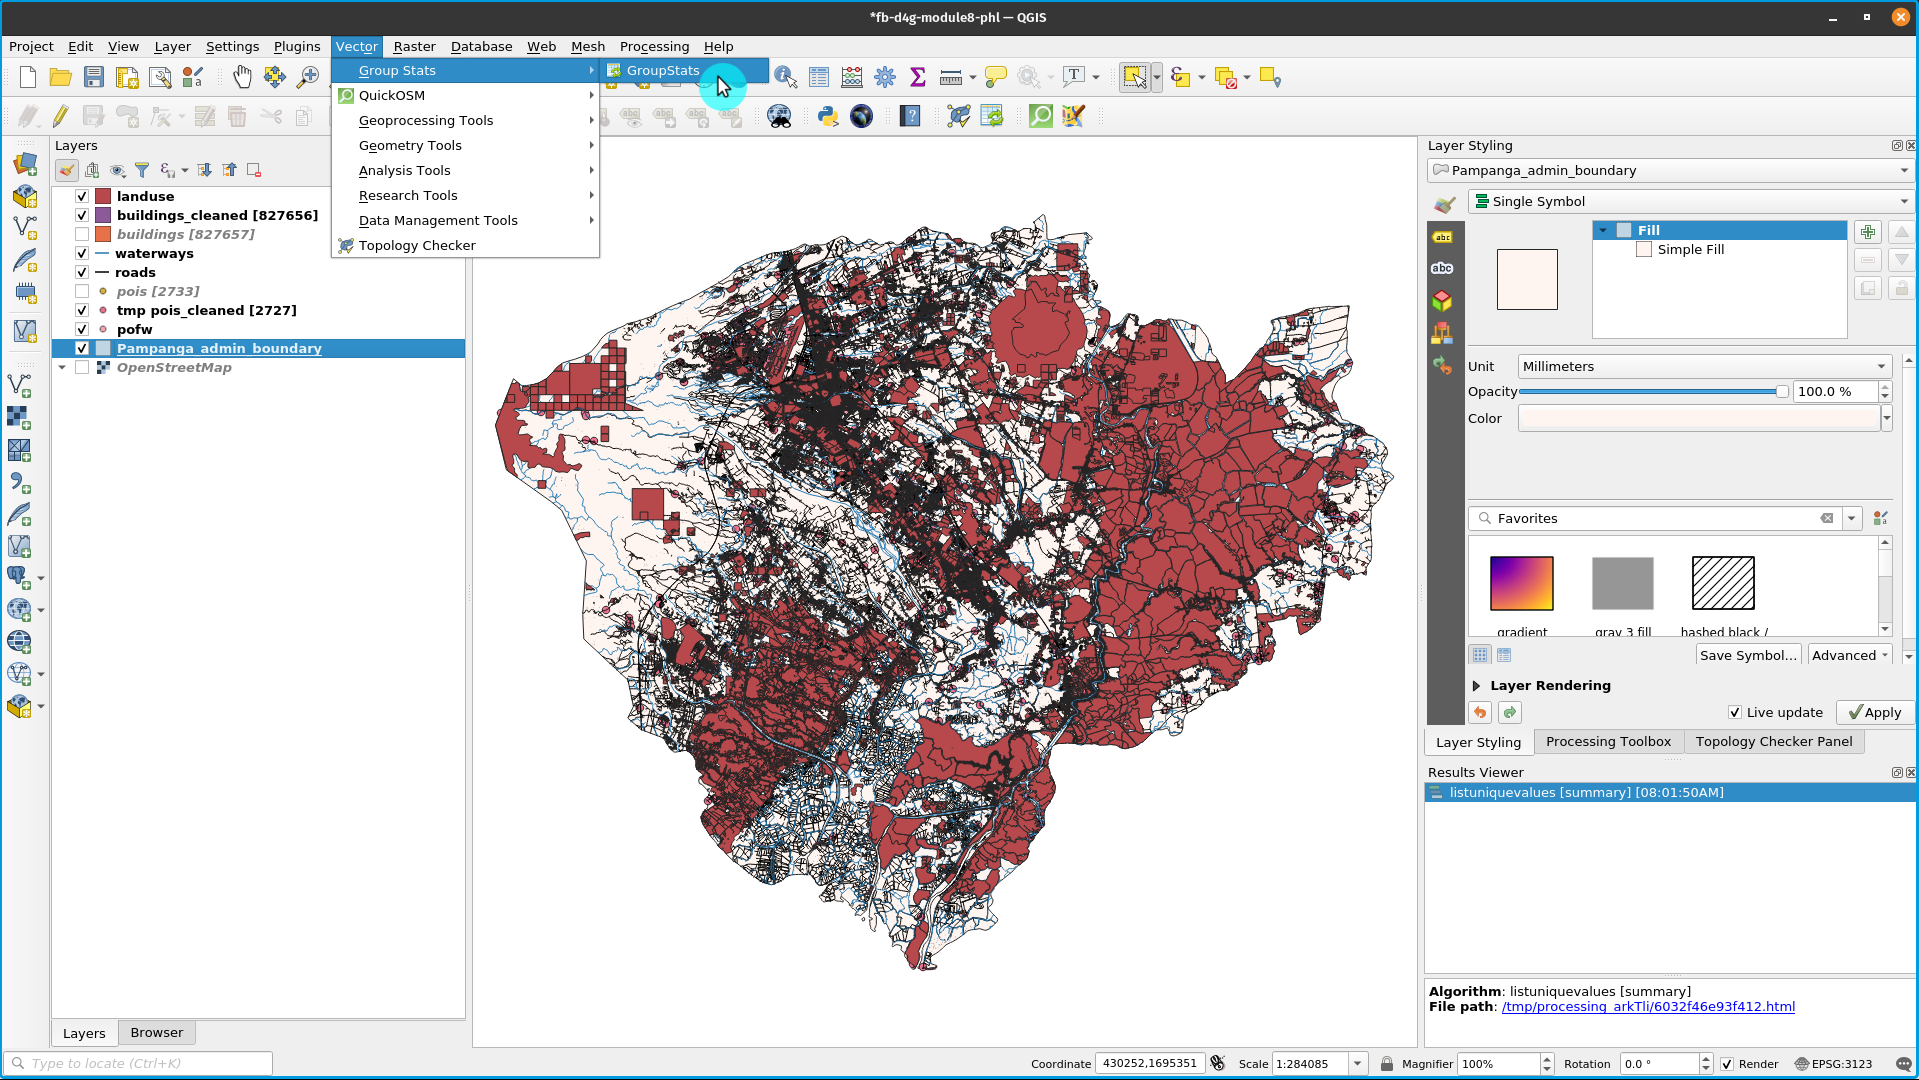 *fb-d4g-module8-phl — QGIS
Project Edit View Layer Settings Plugins Vector Raster Database Web Mesh Processing Help
Group Stats
GroupStats
QuickOSM
Geoprocessing Tools
Geometry Tools
Analysis Tools
Research Tools
Data Management Tools
Topology Checker
Layers
landuse
buildings_cleaned [827656]
buildings [827657]
waterways
roads
pois [2733]
tmp pois_cleaned [2727]
pofw
Pampanga_admin_boundary
OpenStreetMap
Layers Browser
Layer Styling
Pampanga_admin_boundary
Single Symbol
abc
abc
Fill
Simple Fill
Unit Millimeters
Opacity 100.0 %
Color
Favorites
gradient gray 3 fill hashed black /
Save Symbol... Advanced
Layer Rendering
Live update Apply
Layer Styling Processing Toolbox Topology Checker Panel
Results Viewer
listuniquevalues [summary] [08:01:50AM]
Algorithm: listuniquevalues [summary]
File path: /tmp/processing_arkTli/6032f46e93f412.html
Type to locate (Ctrl+K) Coordinate 430252,1695351 Scale 1:284085 Magnifier 100% Rotation 0.0 ° Render EPSG:3123